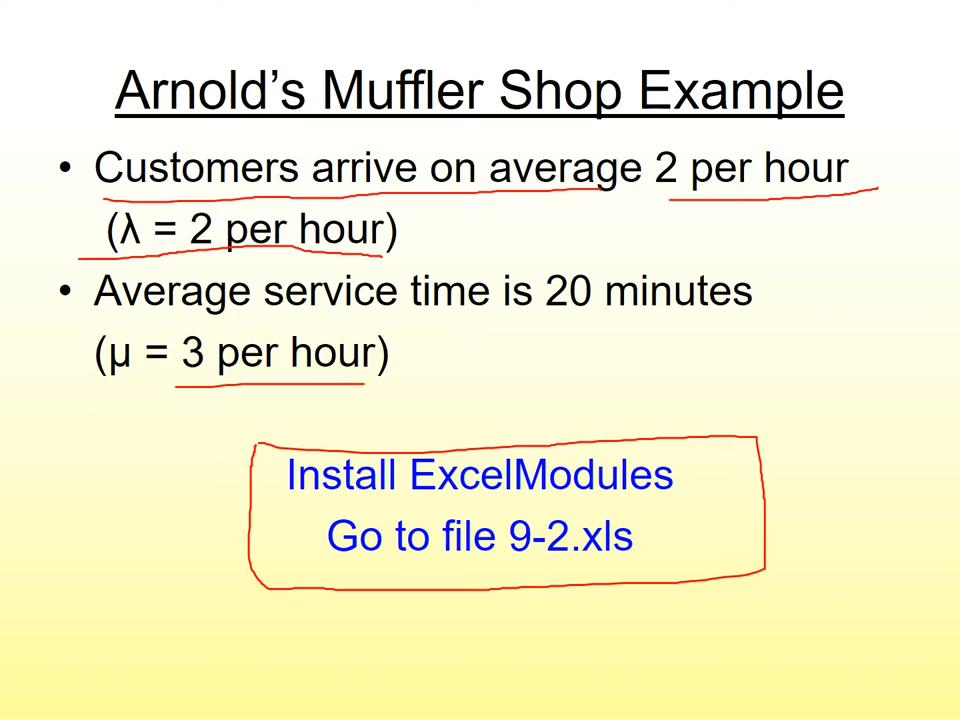 Arnold’s Muffler Shop Example
• Customers arrive on average 2 per hour
(λ = 2 per hour)
• Average service time is 20 minutes
(μ = 3 per hour)
Install ExcelModules
Go to file 9-2.xls